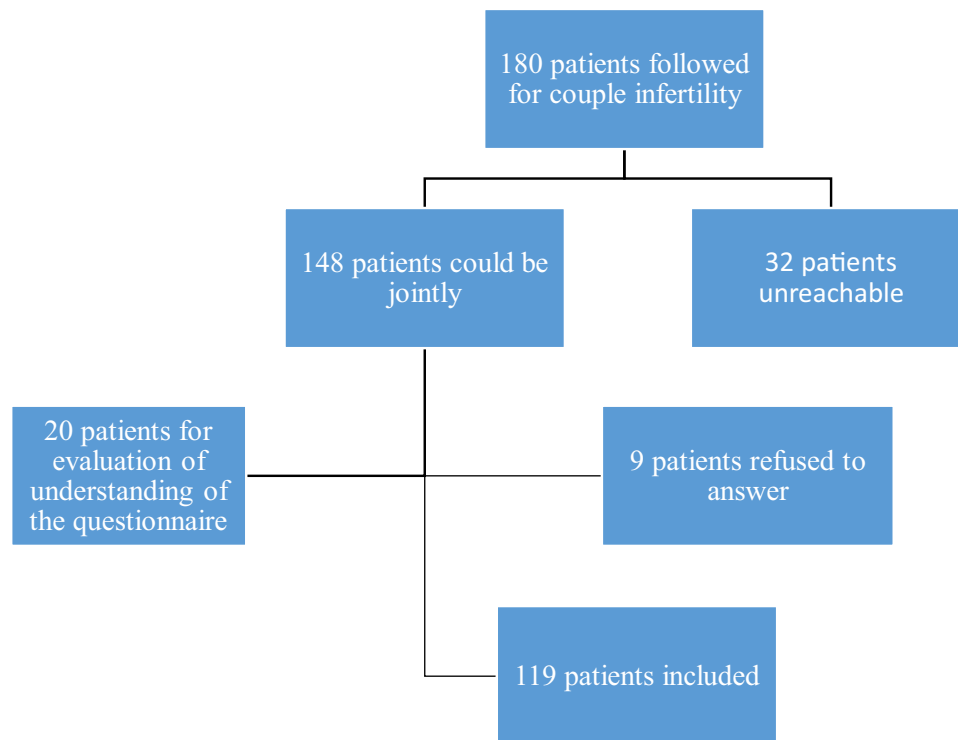 180 patients followed
for couple infertility
148 patients could be
jointly
32 patients
unreachable
20 patients for
evaluation of
understanding of
the questionnaire
9 patients refused to
answer
119 patients included